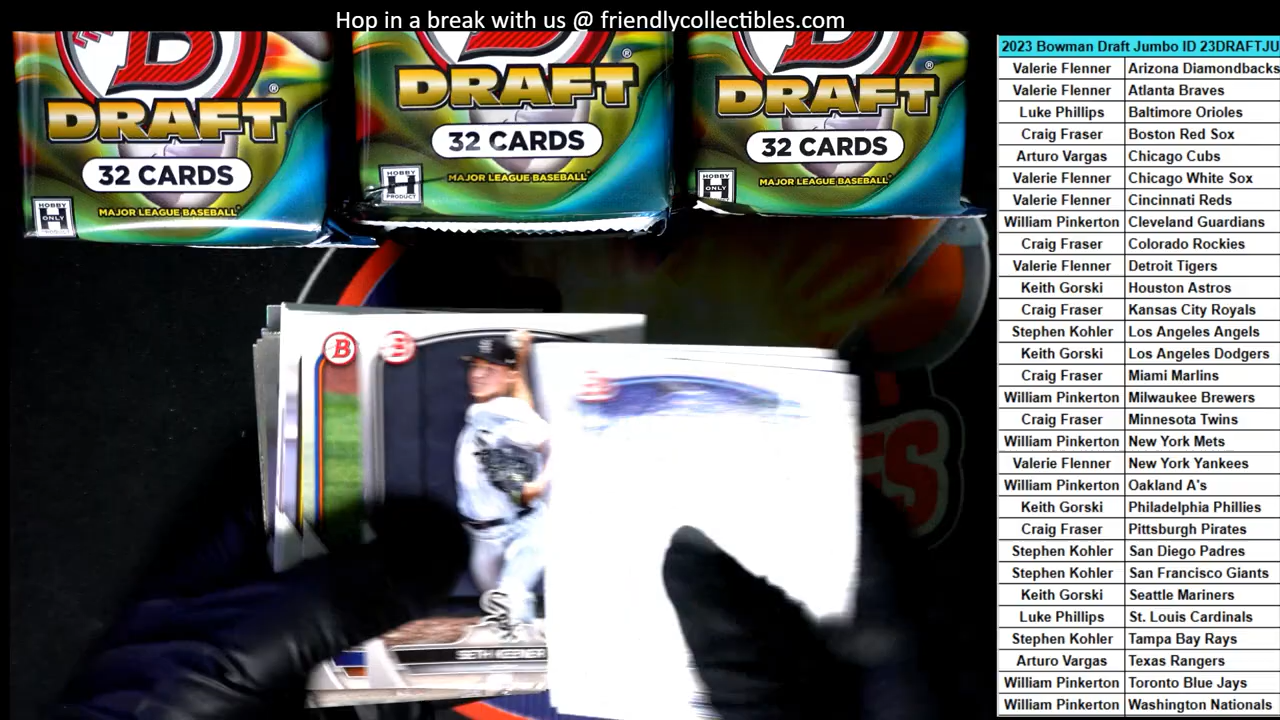 Hop in a break with us @ friendlycollectibles.com
DRAFT
32 CARDS
HOBBY ONLY
MAJOR LEAGUE BASEBALL
DRAFT
32 CARDS
HOBBY PRODUCT
MAJOR LEAGUE BASEBALL
DRAFT
32 CARDS
HOBBY ONLY
MAJOR LEAGUE BASEBALL
B
B
2023 Bowman Draft Jumbo ID 23DRAFTJU
Valerie Flenner Arizona Diamondbacks
Valerie Flenner Atlanta Braves
Luke Phillips Baltimore Orioles
Craig Fraser Boston Red Sox
Arturo Vargas Chicago Cubs
Valerie Flenner Chicago White Sox
Valerie Flenner Cincinnati Reds
William Pinkerton Cleveland Guardians
Craig Fraser Colorado Rockies
Valerie Flenner Detroit Tigers
Keith Gorski Houston Astros
Craig Fraser Kansas City Royals
Stephen Kohler Los Angeles Angels
Keith Gorski Los Angeles Dodgers
Craig Fraser Miami Marlins
William Pinkerton Milwaukee Brewers
Craig Fraser Minnesota Twins
William Pinkerton New York Mets
Valerie Flenner New York Yankees
William Pinkerton Oakland A's
Keith Gorski Philadelphia Phillies
Craig Fraser Pittsburgh Pirates
Stephen Kohler San Diego Padres
Stephen Kohler San Francisco Giants
Keith Gorski Seattle Mariners
Luke Phillips St. Louis Cardinals
Stephen Kohler Tampa Bay Rays
Arturo Vargas Texas Rangers
William Pinkerton Toronto Blue Jays
William Pinkerton Washington Nationals